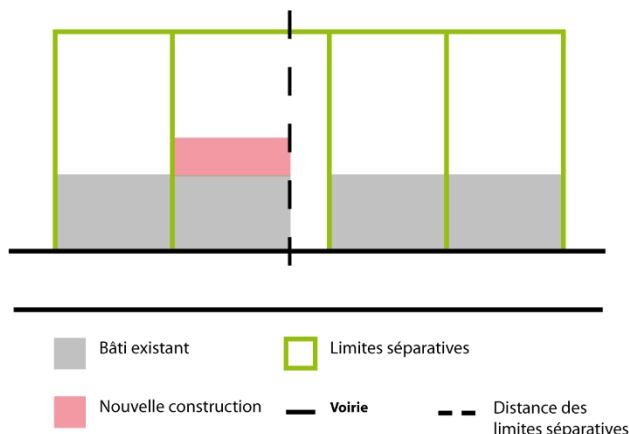 Bâti existant
Limites séparatives
Nouvelle construction
Voirie
Distance des
limites séparatives